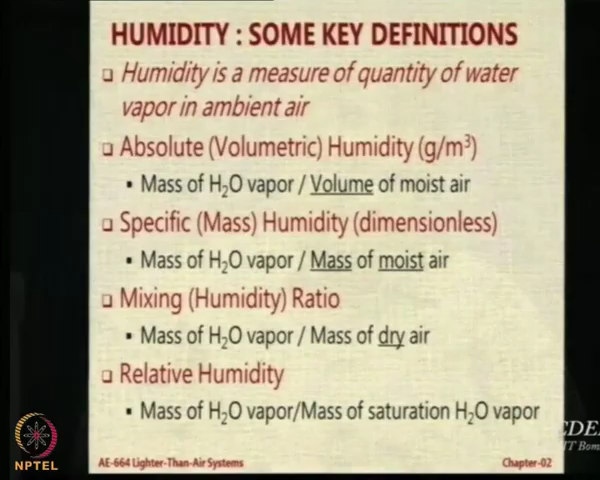 HUMIDITY : SOME KEY DEFINITIONS
❑ Humidity is a measure of quantity of water
vapor in ambient air
❑ Absolute (Volumetric) Humidity (g/m³)
▪ Mass of H₂O vapor / Volume of moist air
❑ Specific (Mass) Humidity (dimensionless)
▪ Mass of H₂O vapor / Mass of moist air
❑ Mixing (Humidity) Ratio
▪ Mass of H₂O vapor / Mass of dry air
❑ Relative Humidity
▪ Mass of H₂O vapor/Mass of saturation H₂O vapor
NPTEL
AE-664 Lighter-Than-Air Systems
Chapter-02